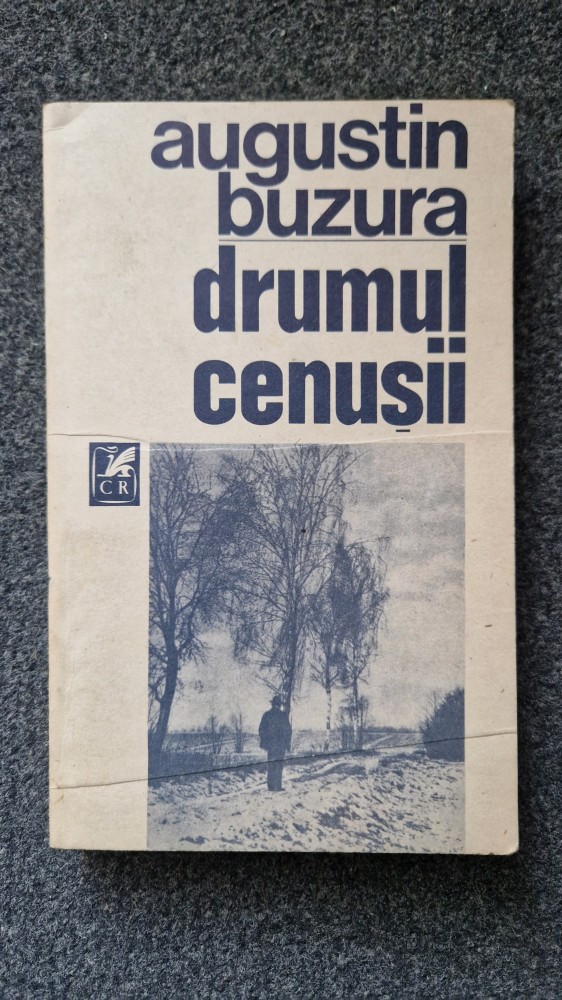 augustin
buzura
drumul
cenușii
CR